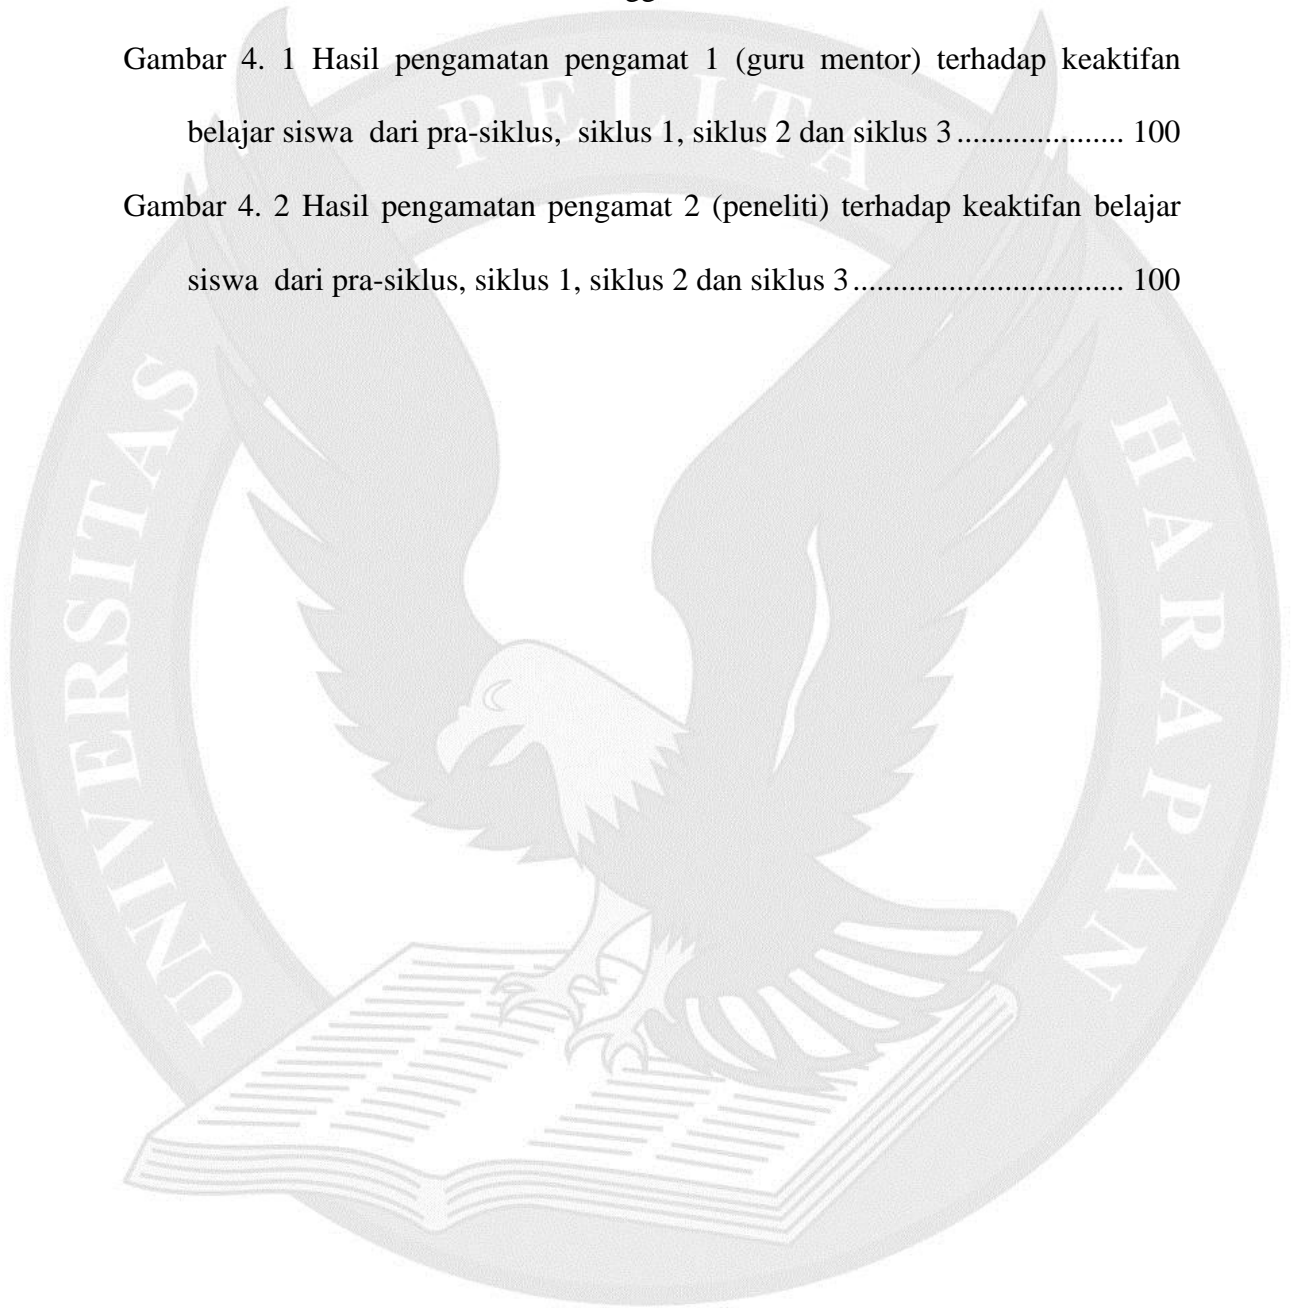 Gambar 4. 1 Hasil pengamatan pengamat 1 (guru mentor) terhadap keaktifan
belajar siswa dari pra-siklus, siklus 1, siklus 2 dan siklus 3..................... 100
Gambar 4. 2 Hasil pengamatan pengamat 2 (peneliti) terhadap keaktifan belajar
siswa dari pra-siklus, siklus 1, siklus 2 dan siklus 3.................................. 100
UNIVERSITAS PELITA HARAPAN